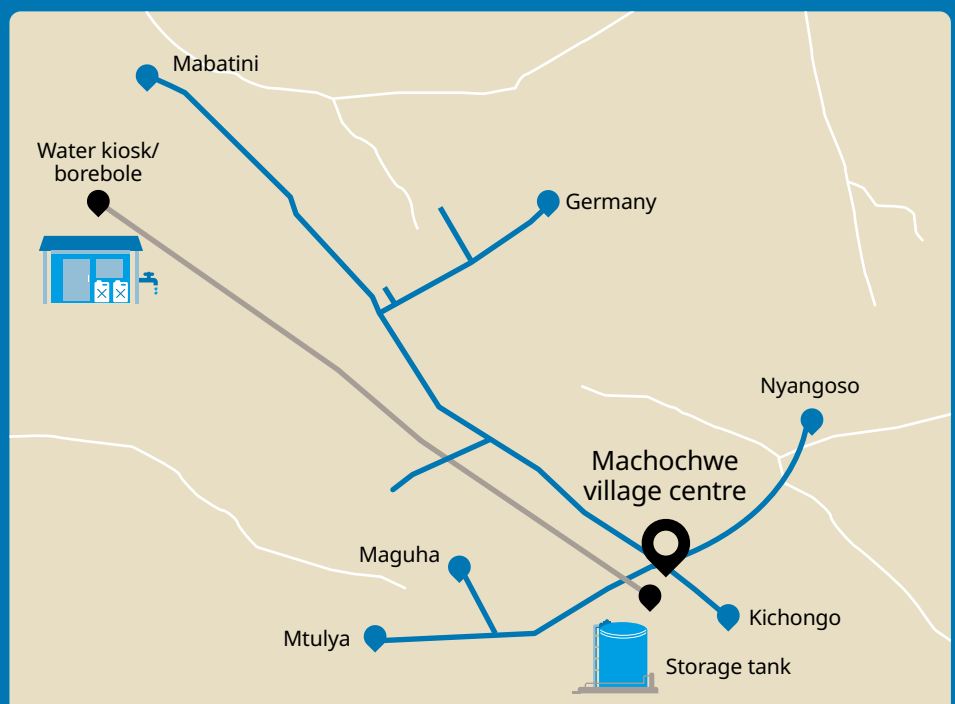 Mabatini
Water kiosk/
borebole
Germany
Nyangoso
Machochwe
village centre
Maguha
Mtulya
Kichongo
Storage tank